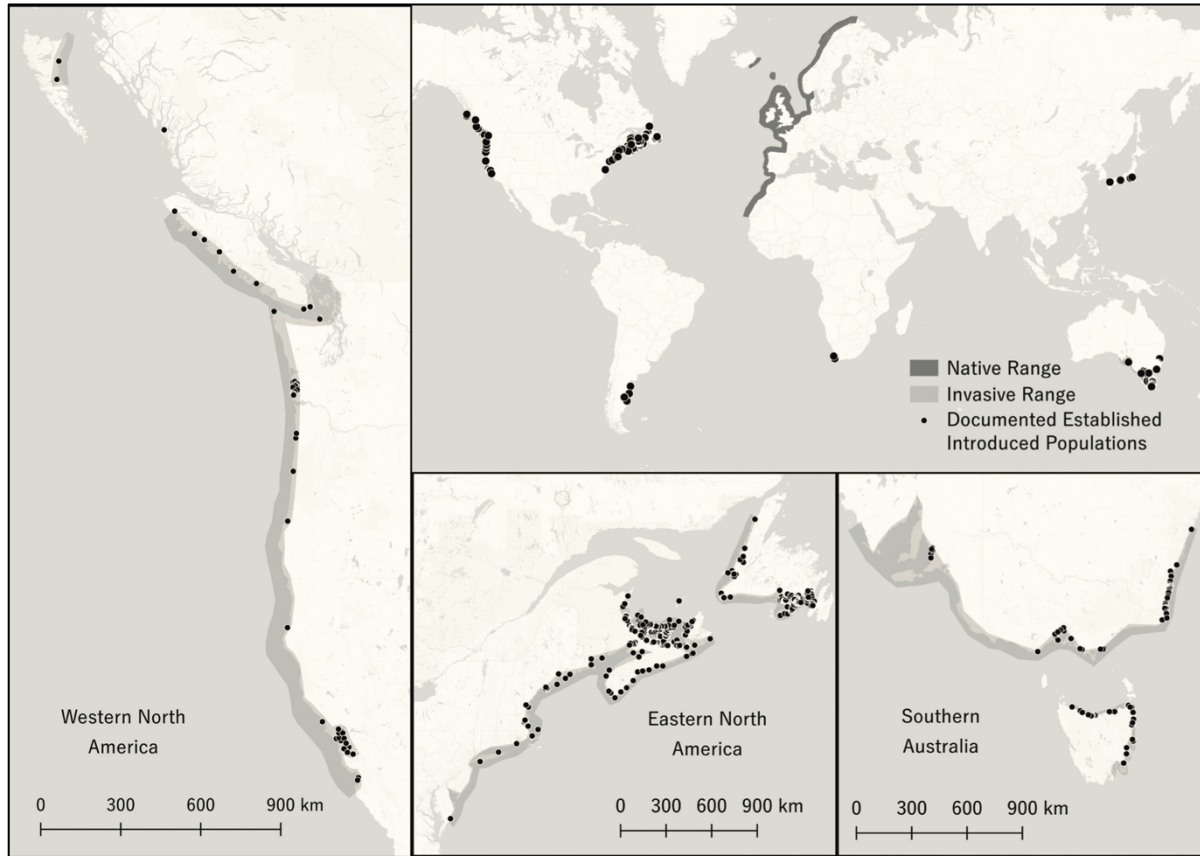 Native Range
Invasive Range
Documented Established
Introduced Populations
Western North
America
0 300 600 900 km
Eastern North
America
0 300 600 900 km
Southern
Australia
0 300 600 900 km